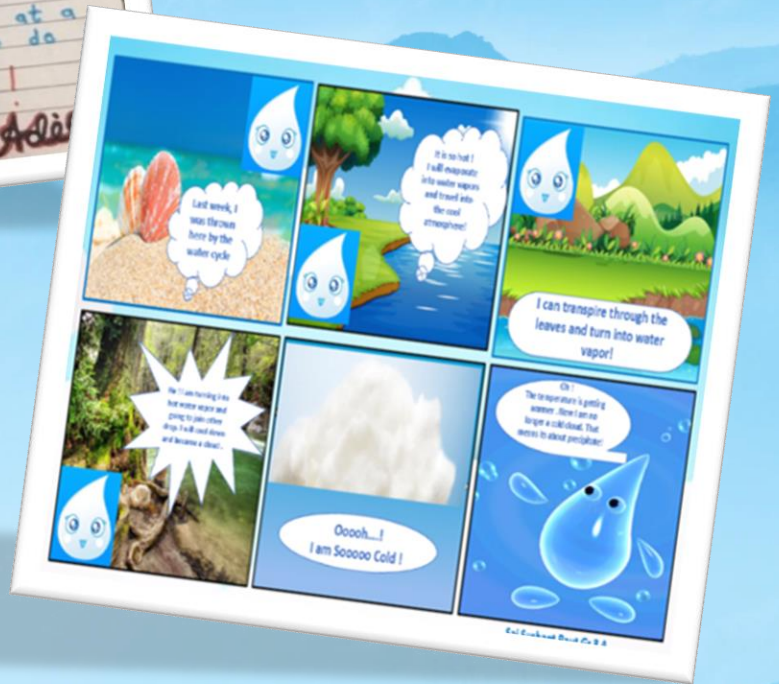 at a
do
Last week, I
was thrown
here by the
water cycle
It is so hot !
I will evaporate
into water vapors
and travel into
the cool
atmosphere!
I can transpire through the
leaves and turn into water
vapor!
I am turning into
hot water vapor and
going to join other
drop. I will cool down
and become a cloud .
Ooooh....!
I am Sooooo Cold !
Oh !
The temperature is getting
warmer . Now I am no
longer a cold cloud. That
means its about precipitate!